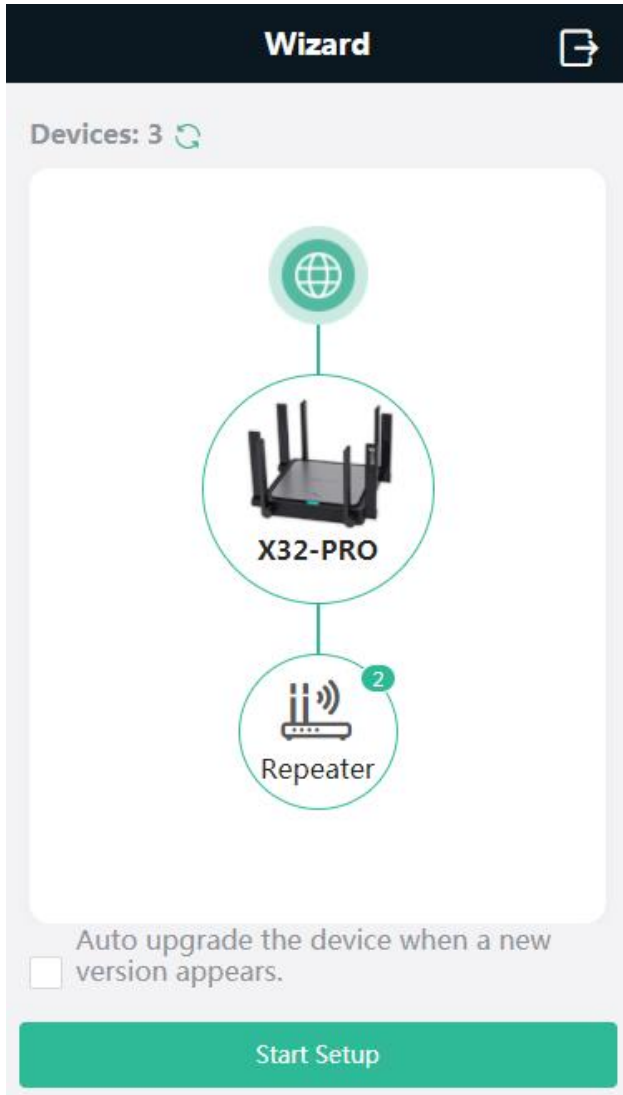 Wizard
Devices: 3
X32-PRO
2
Repeater
Auto upgrade the device when a new
version appears.
Start Setup